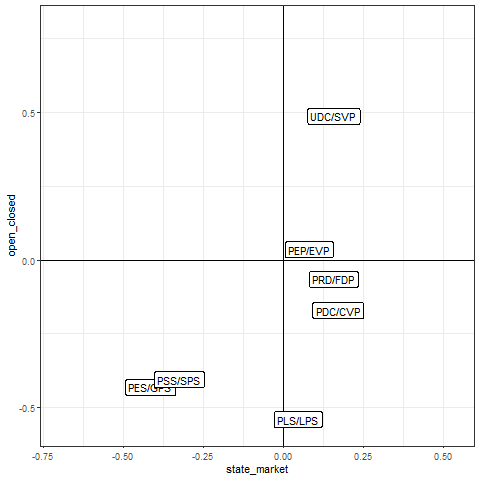 open_closed
0.5
0.0
-0.5
UDC/SVP
PEP/EVP
PRD/FDP
PDC/CVP
PSS/SPS
PES/GPS
PLS/LPS
-0.75
-0.50
-0.25
0.00
0.25
0.50
state_market